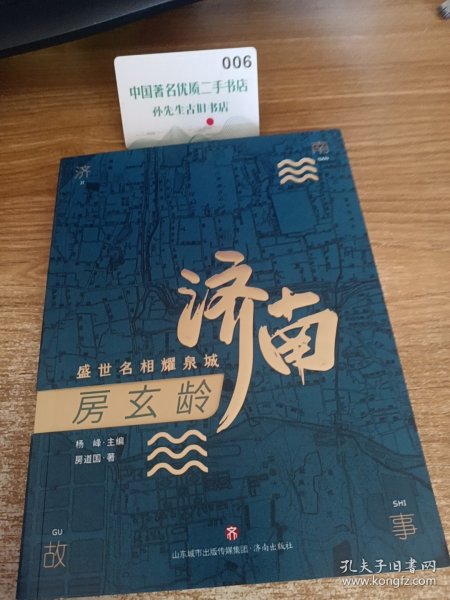 006
中国著名优质二手书店
孙先生古旧书店
济
JI
南
NAN
济南
盛世名相耀泉城
房玄龄
杨峰·主编
房道国·著
GU
故
SHI
事
山东城市出版传媒集团·济南出版社
孔夫子旧书网